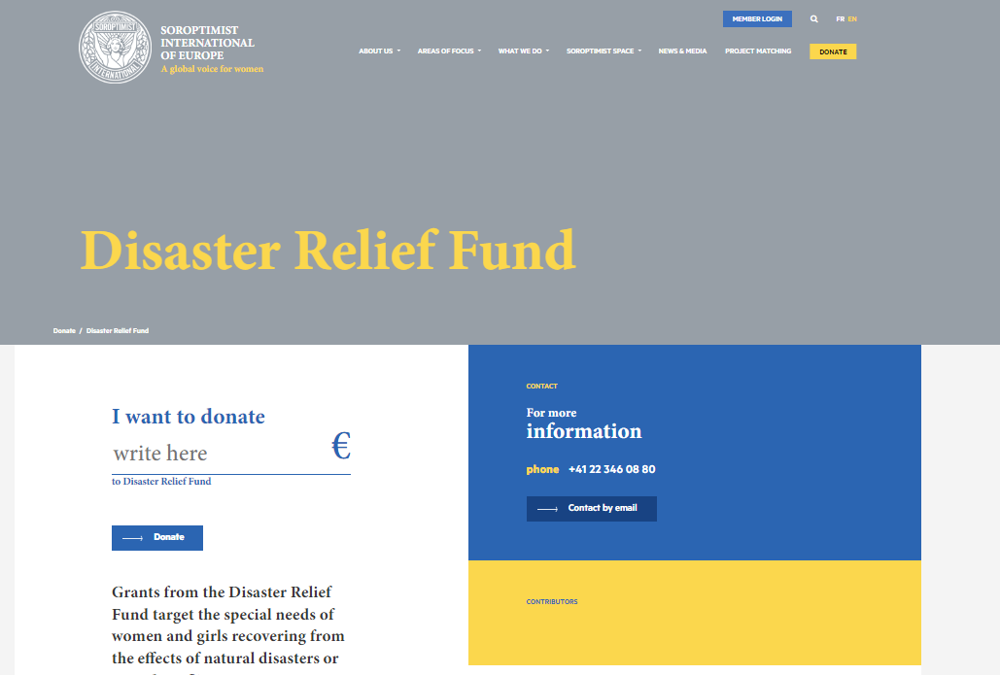 MEMBER LOGIN
FR EN
SOROPTIMIST
INTERNATIONAL
SOROPTIMIST
INTERNATIONAL
OF EUROPE
A global voice for women
ABOUT US
AREAS OF FOCUS
WHAT WE DO
SOROPTIMIST SPACE
NEWS & MEDIA
PROJECT MATCHING
DONATE
Disaster Relief Fund
Donate / Disaster Relief Fund
I want to donate
write here €
to Disaster Relief Fund
Donate
Grants from the Disaster Relief
Fund target the special needs of
women and girls recovering from
the effects of natural disasters or
CONTACT
For more
information
phone +41 22 346 08 80
Contact by email
CONTRIBUTORS